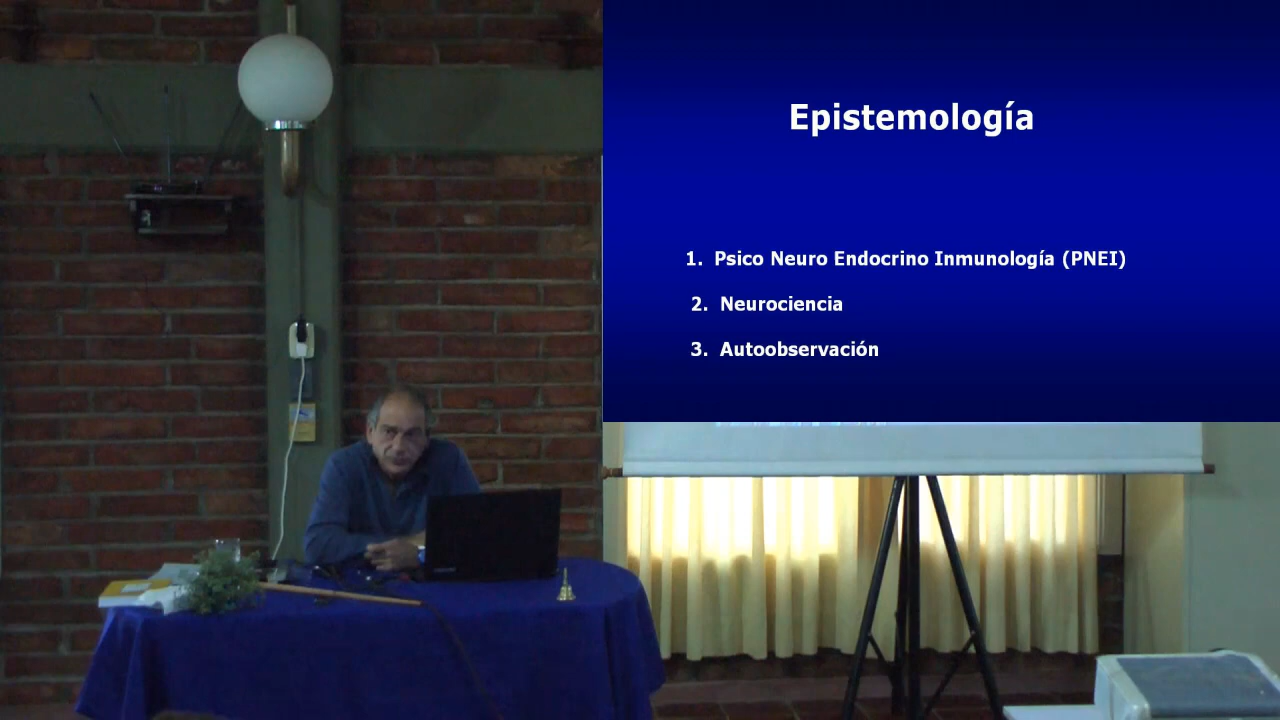 Epistemología
1. Psico Neuro Endocrino Inmunología (PNEI)
2. Neurociencia
3. Autoobservación